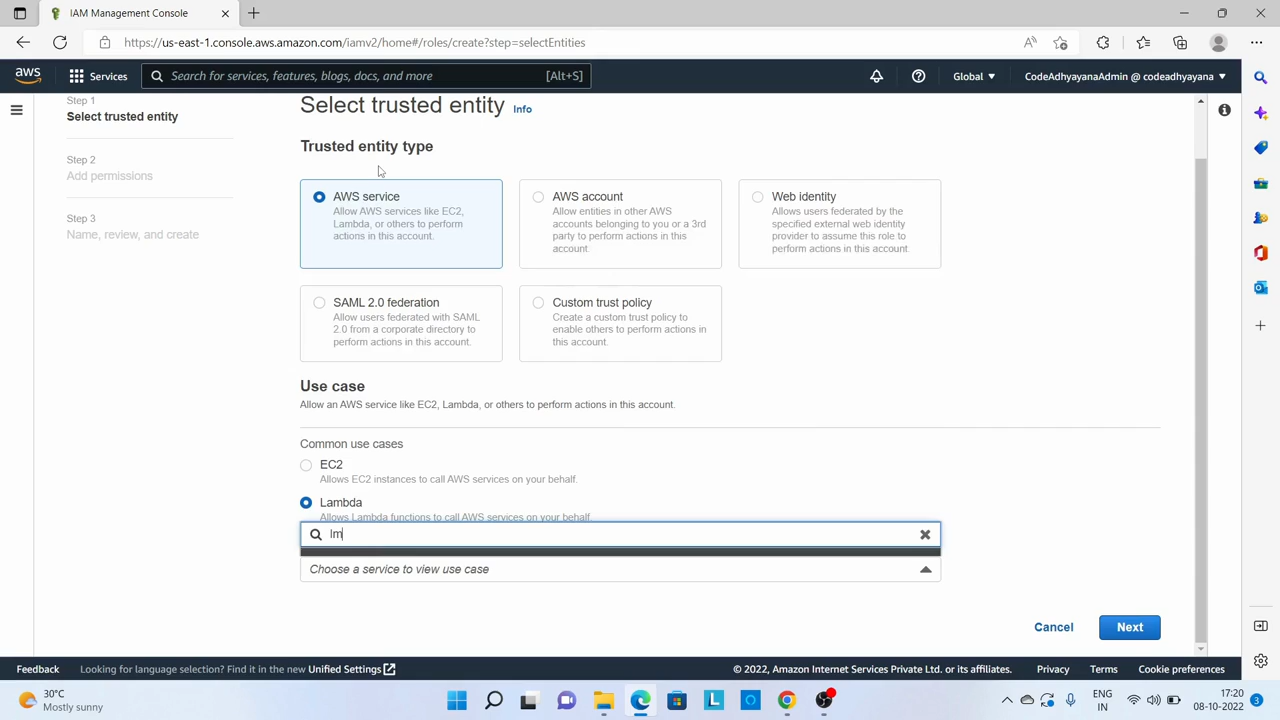 IAM Management Console
https://us-east-1.console.aws.amazon.com/iamv2/home#/roles/create?step=selectEntities
aws
Services
Search for services, features, blogs, docs, and more
[Alt+S]
Global
CodeAdhyayanaAdmin @ codeadhyayana
Step 1
Select trusted entity
Step 2
Add permissions
Step 3
Name, review, and create
Select trusted entity Info
Trusted entity type
AWS service
Allow AWS services like EC2,
Lambda, or others to perform
actions in this account.
AWS account
Allow entities in other AWS
accounts belonging to you or a 3rd
party to perform actions in this
account.
Web identity
Allows users federated by the
specified external web identity
provider to assume this role to
perform actions in this account.
SAML 2.0 federation
Allow users federated with SAML
2.0 from a corporate directory to
perform actions in this account.
Custom trust policy
Create a custom trust policy to
enable others to perform actions in
this account.
Use case
Allow an AWS service like EC2, Lambda, or others to perform actions in this account.
Common use cases
EC2
Allows EC2 instances to call AWS services on your behalf.
Lambda
Allows Lambda functions to call AWS services on your behalf.
Choose a service to view use case
Cancel
Next
Feedback
Looking for language selection? Find it in the new Unified Settings
© 2022, Amazon Internet Services Private Ltd. or its affiliates.
Privacy
Terms
Cookie preferences
30°C
Mostly sunny
ENG
IN
17:20
08-10-2022
3